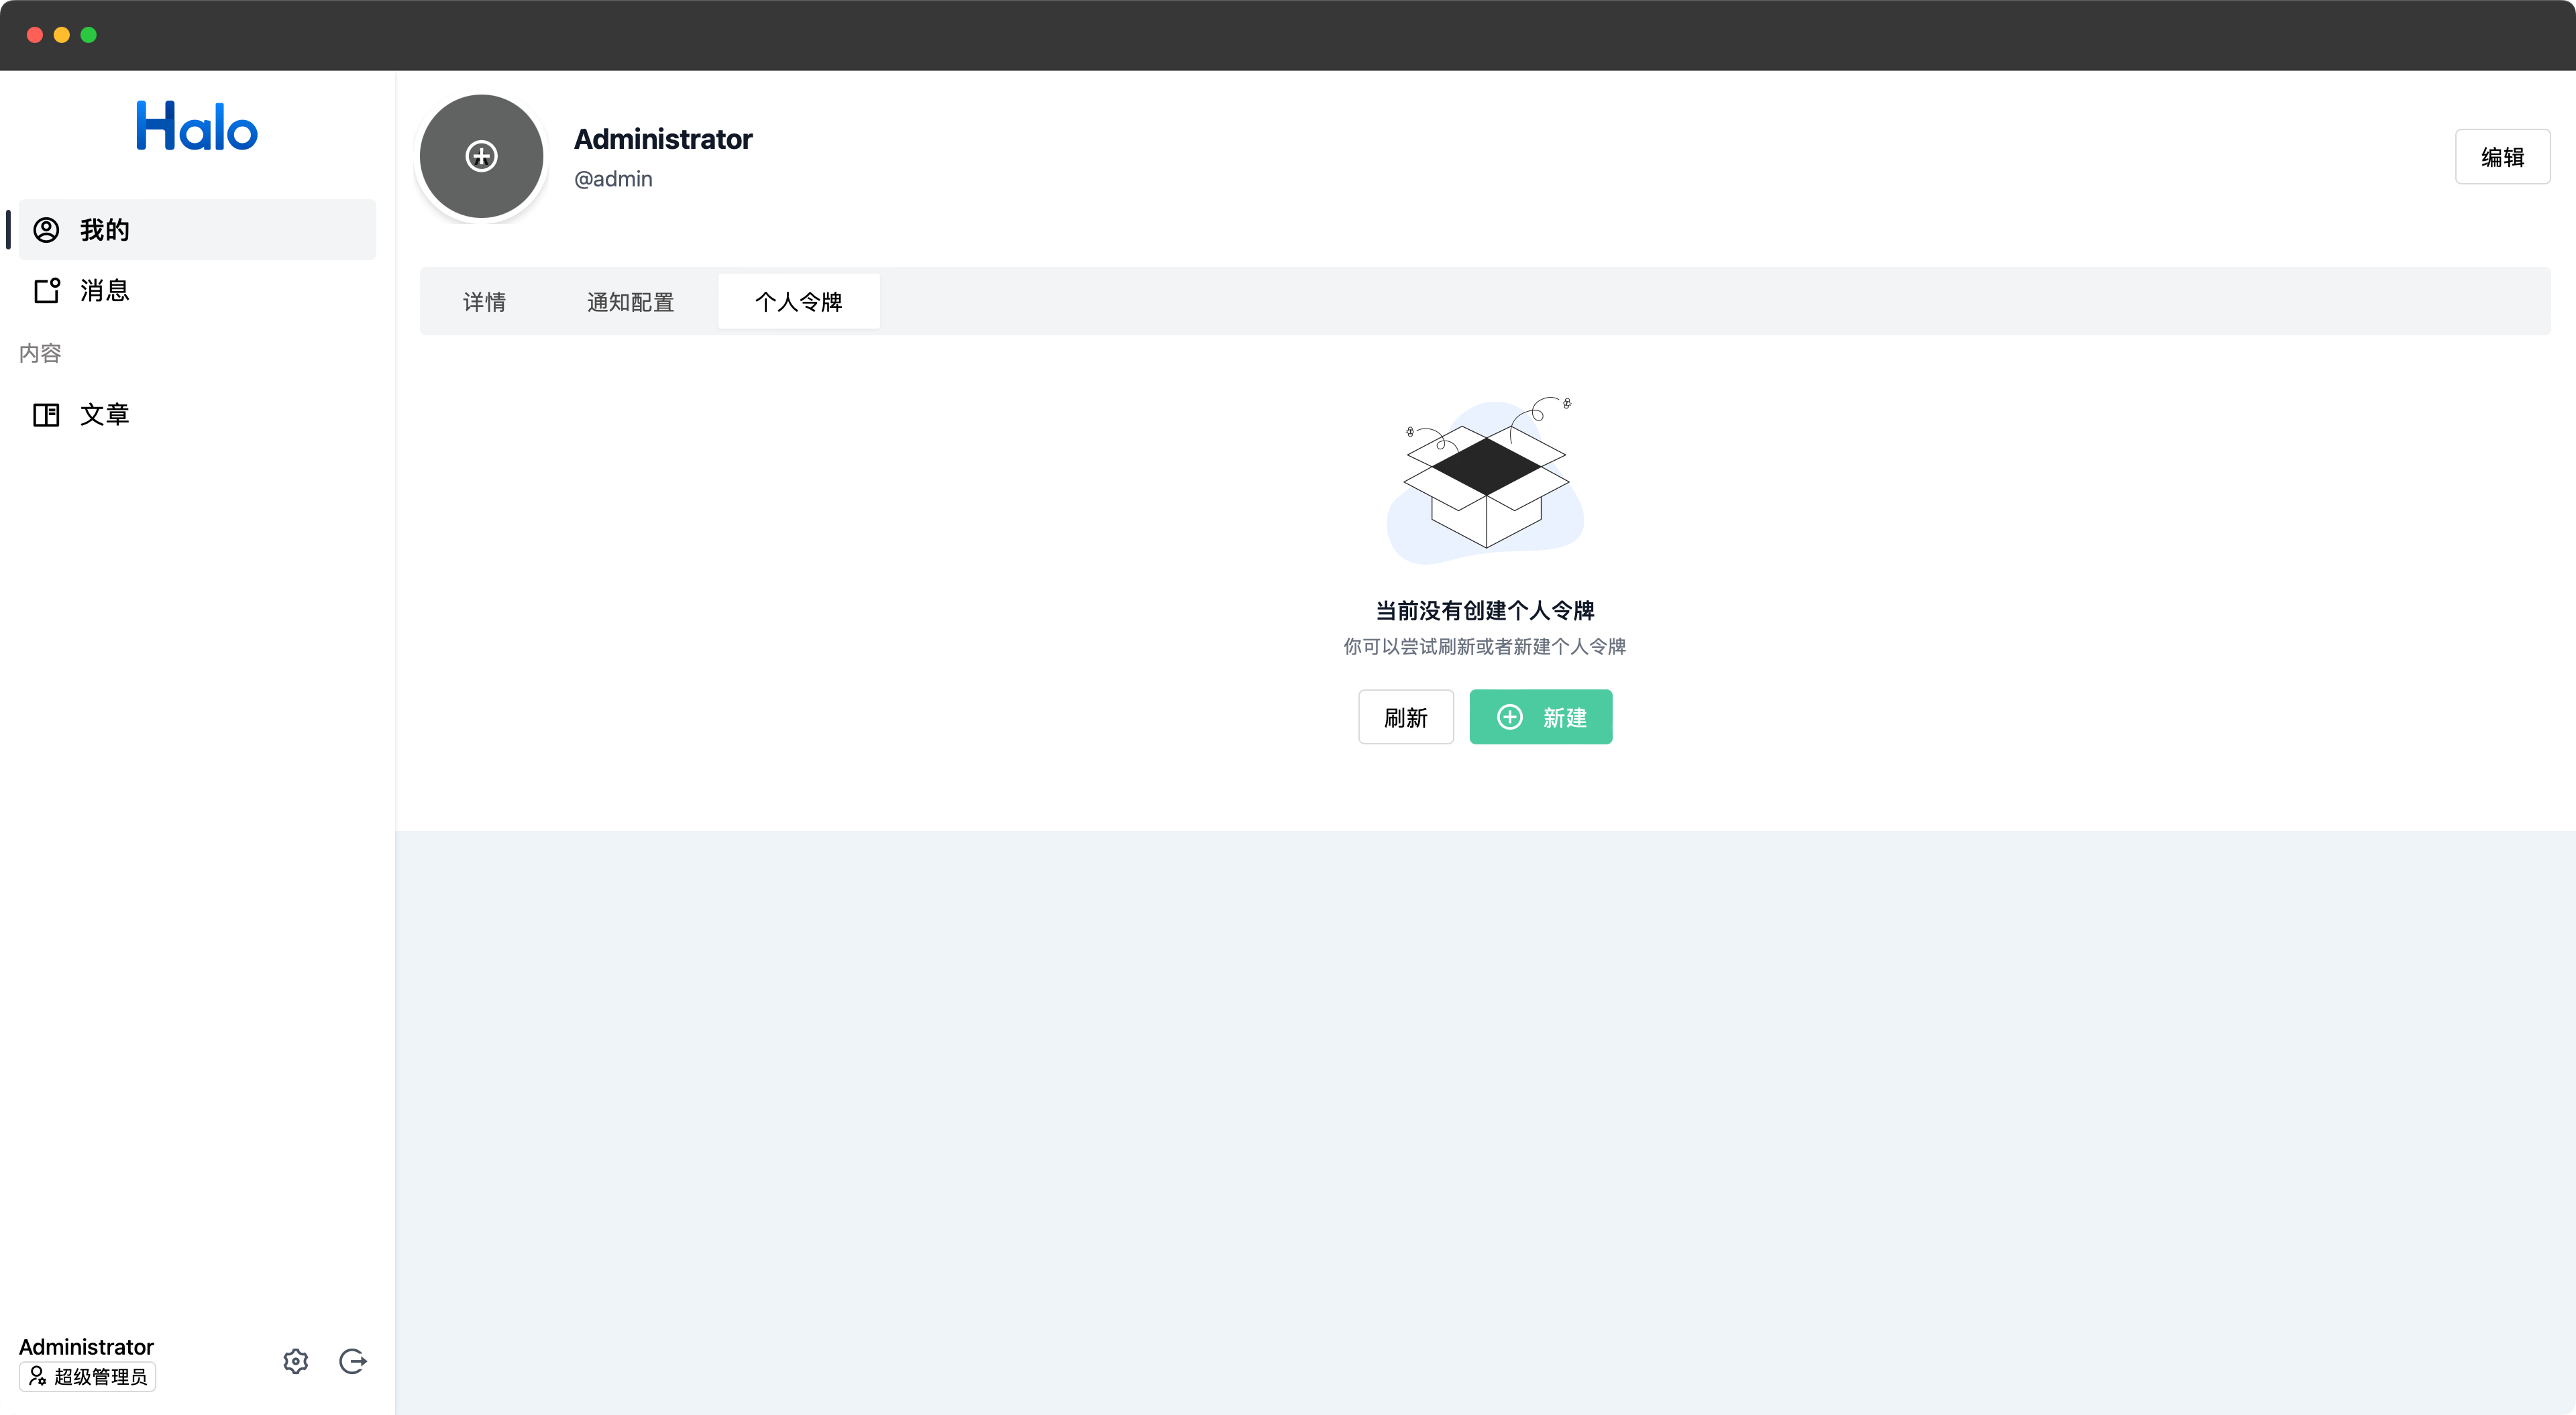 Halo
我的
消息
内容
文章
Administrator
@admin
编辑
详情
通知配置
个人令牌
当前没有创建个人令牌
你可以尝试刷新或者新建个人令牌
刷新
新建
Administrator
超级管理员